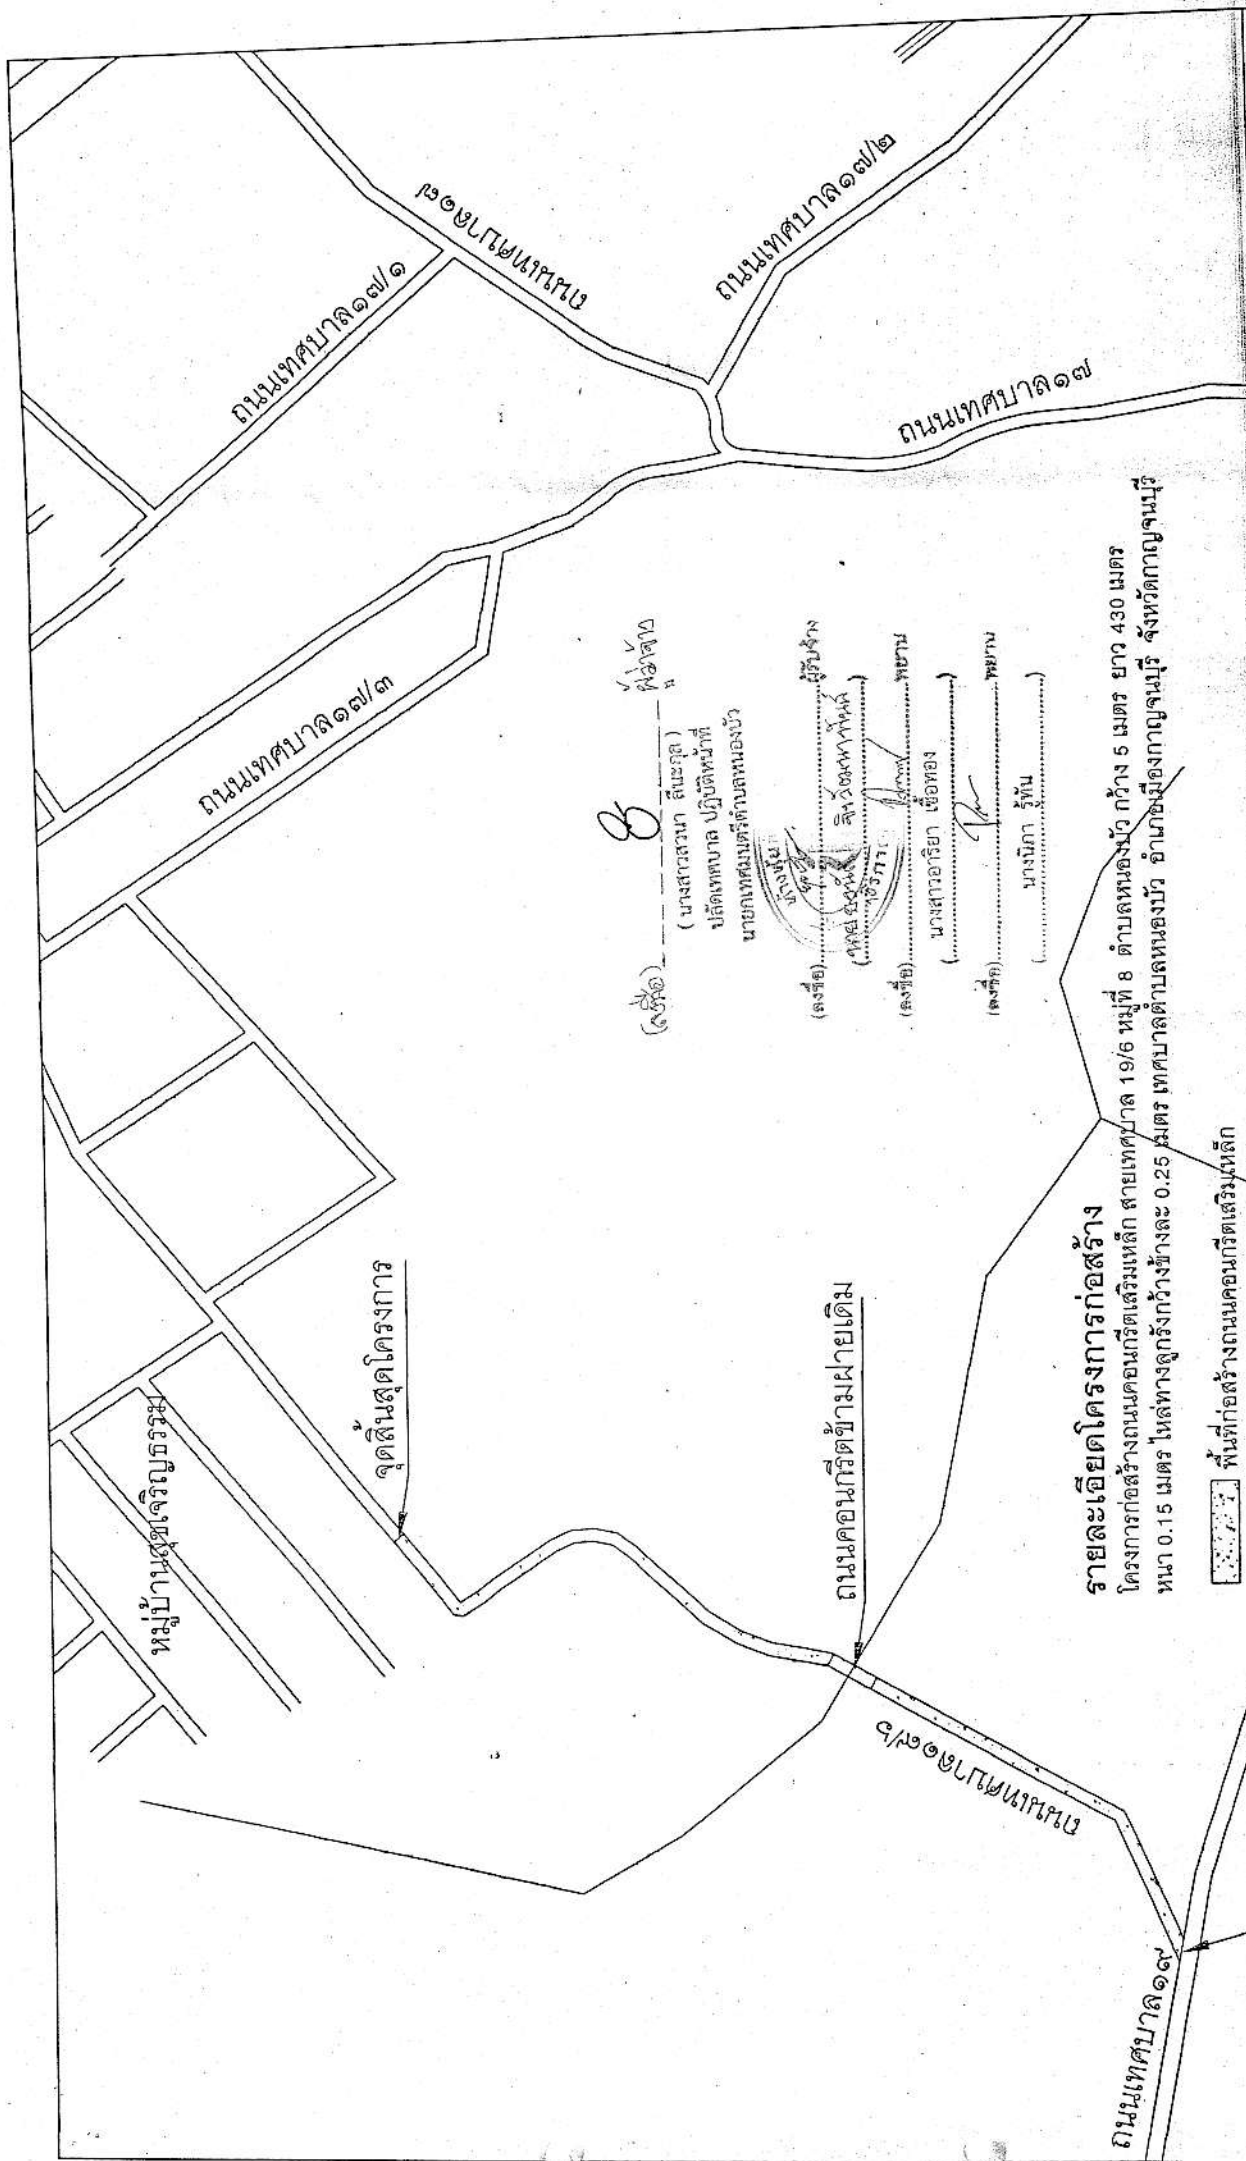 หมู่บ้านสุขเจริญธรรม
จุดสิ้นสุดโครงการ
ถนนเทศบาล๑๗/๓
ถนนเทศบาล๑๗/๑
ถนนเทศบาล๑๗
ถนนเทศบาล๑๗/๒
ถนนเทศบาล๑๗
ถนนคอนกรีตข้ามฝายเดิม
ถนนเทศบาล๑๙/๖
ถนนเทศบาล๑๙
(ลงชื่อ) ผู้ว่าจ้าง
( นางสาวสวนา ลีนะกุล )
ปลัดเทศบาล ปฏิบัติหน้าที่
นายกเทศมนตรีตำบลหนองบัว
(ลงชื่อ)..............................ผู้รับจ้าง
(ลงชื่อ)..............................พยาน
นางสาวอาริยา เชื้อทอง
(..............................)
(ลงชื่อ)..............................พยาน
นางนิภา รู้ทัน
(..............................)
รายละเอียดโครงการก่อสร้าง
โครงการก่อสร้างถนนคอนกรีตเสริมเหล็ก สายเทศบาล 19/6 หมู่ที่ 8 ตำบลหนองบัว กว้าง 5 เมตร ยาว 430 เมตร
หนา 0.15 เมตร ไหล่ทางลูกรังกว้างข้างละ 0.25 เมตร เทศบาลตำบลหนองบัว อำเภอเมืองกาญจนบุรี จังหวัดกาญจนบุรี
พื้นที่ก่อสร้างถนนคอนกรีตเสริมเหล็ก